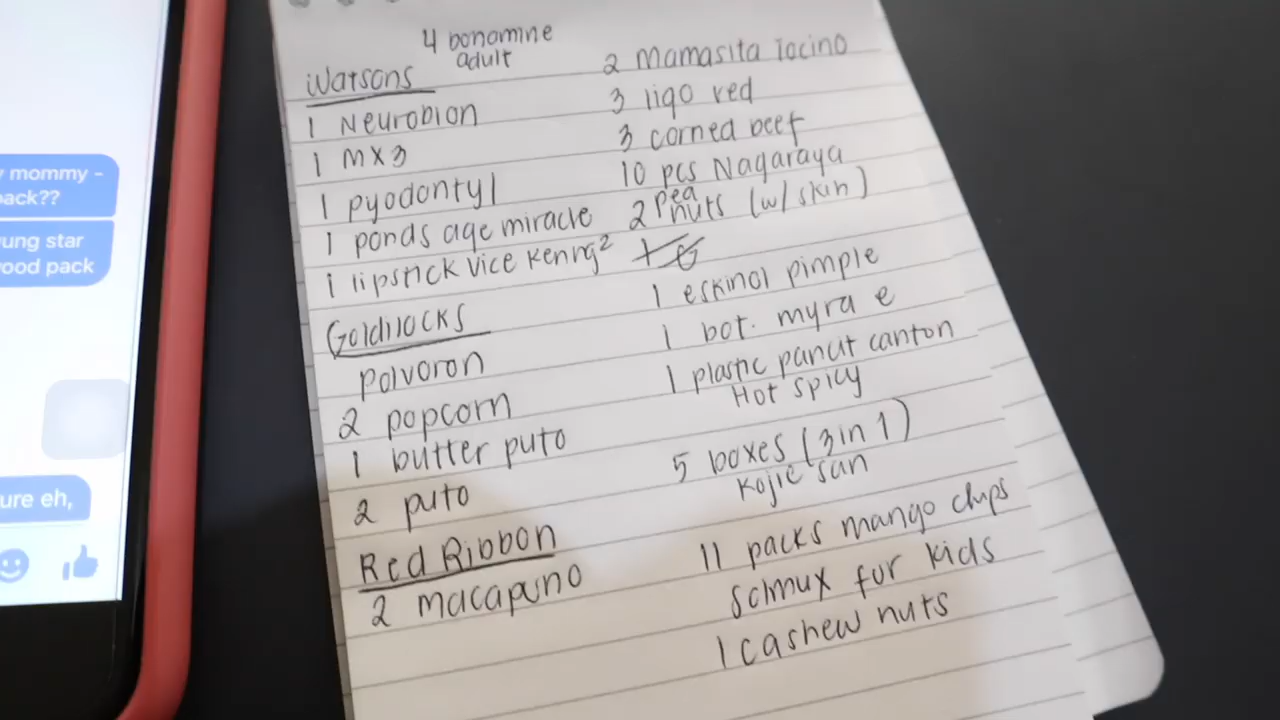 y mommy -
pack??
ung star
ood pack
ure eh,
4 bonamine
adult
Watsons
1 Neurobion
1 mx3
1 pyodontyl
1 ponds age miracle
1 lipstick vice Kenng²
Goldilocks
polvoron
2 popcorn
1 butter puto
2 puto
Red Ribbon
2 macapuno
2 Mamasita Tocino
3 ligo red
3 corned beef
10 pcs Nagaraya
2 Pea nuts (w/ skin)
1 eskinol pimple
1 bot. myra e
1 plastic pancit canton
Hot spicy
5 boxes (3 in 1)
Kojie san
11 packs mango chips
Solmux for kids
1 cashew nuts